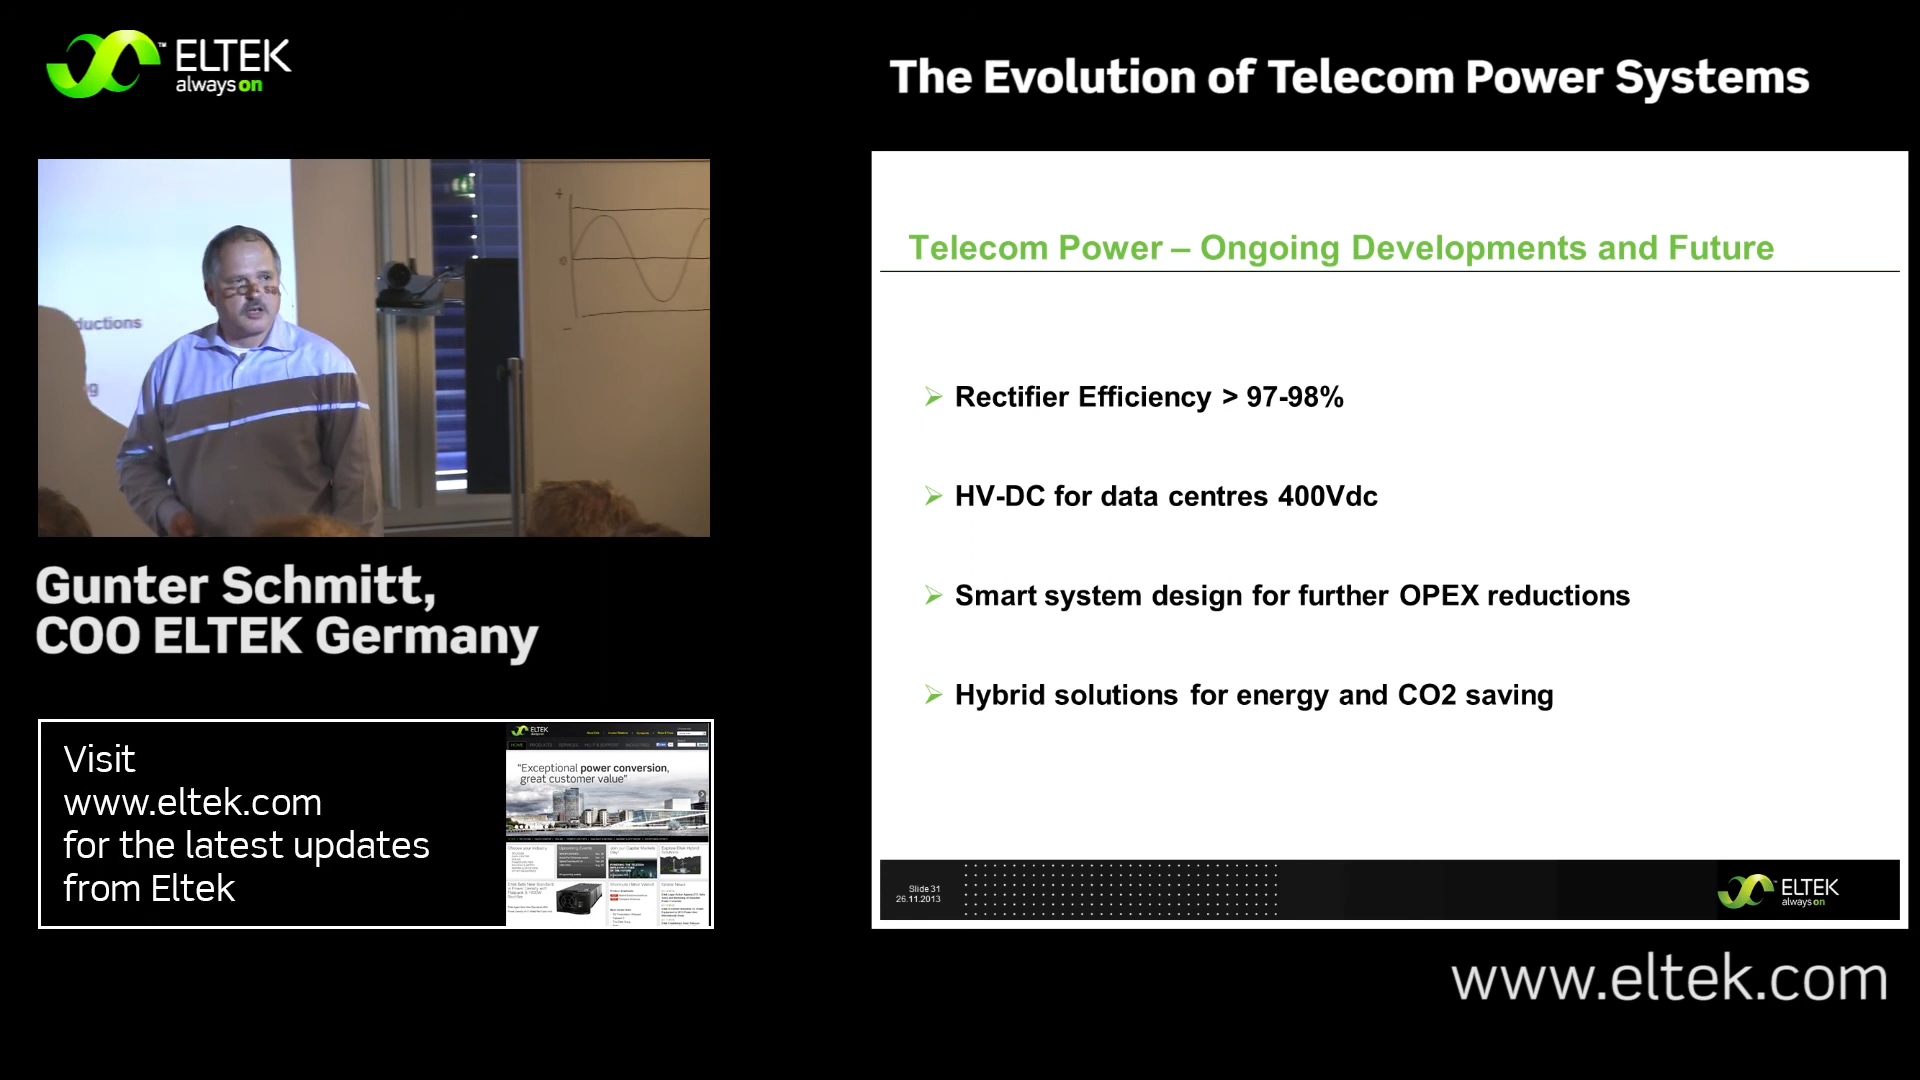 ELTEK
always on
The Evolution of Telecom Power Systems
ductions
Gunter Schmitt,
COO ELTEK Germany
Visit
www.eltek.com
for the latest updates
from Eltek
ELTEK
"Exceptional power conversion,
great customer value"
Telecom Power – Ongoing Developments and Future
Rectifier Efficiency > 97-98%
HV-DC for data centres 400Vdc
Smart system design for further OPEX reductions
Hybrid solutions for energy and CO2 saving
Slide 31
26.11.2013
ELTEK
always on
www.eltek.com